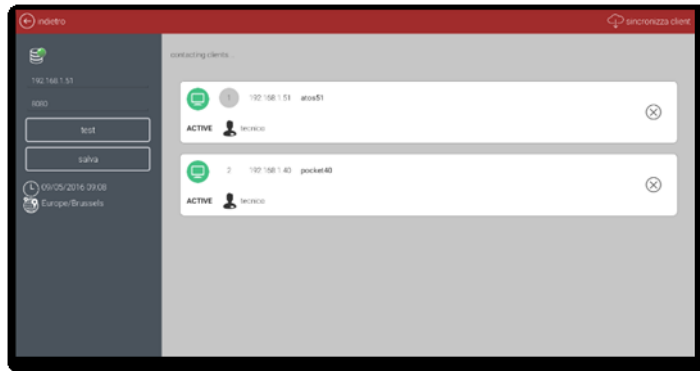 indietro
sincronizza client
contacting clients...
192.168.1.51
8080
test
salva
09/05/2016 09:08
Europe/Brussels
1 192.168.1.51 atos51
ACTIVE tecnico
2 192.168.1.40 pocket40
ACTIVE tecnico